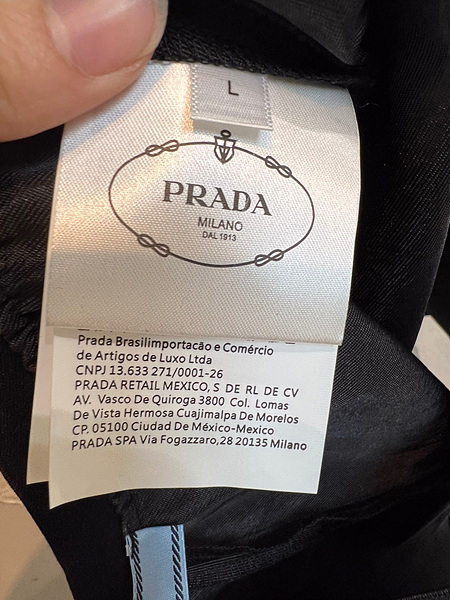 L
PRADA
MILANO
DAL 1913
Prada Brasilimportacão e Comércio
de Artigos de Luxo Ltda
CNPJ 13.633 271/0001-26
PRADA RETAIL MEXICO, S DE RL DE CV
AV. Vasco De Quiroga 3800 Col. Lomas
De Vista Hermosa Cuajimalpa De Morelos
CP. 05100 Ciudad De México-Mexico
PRADA SPA Via Fogazzaro,28 20135 Milano